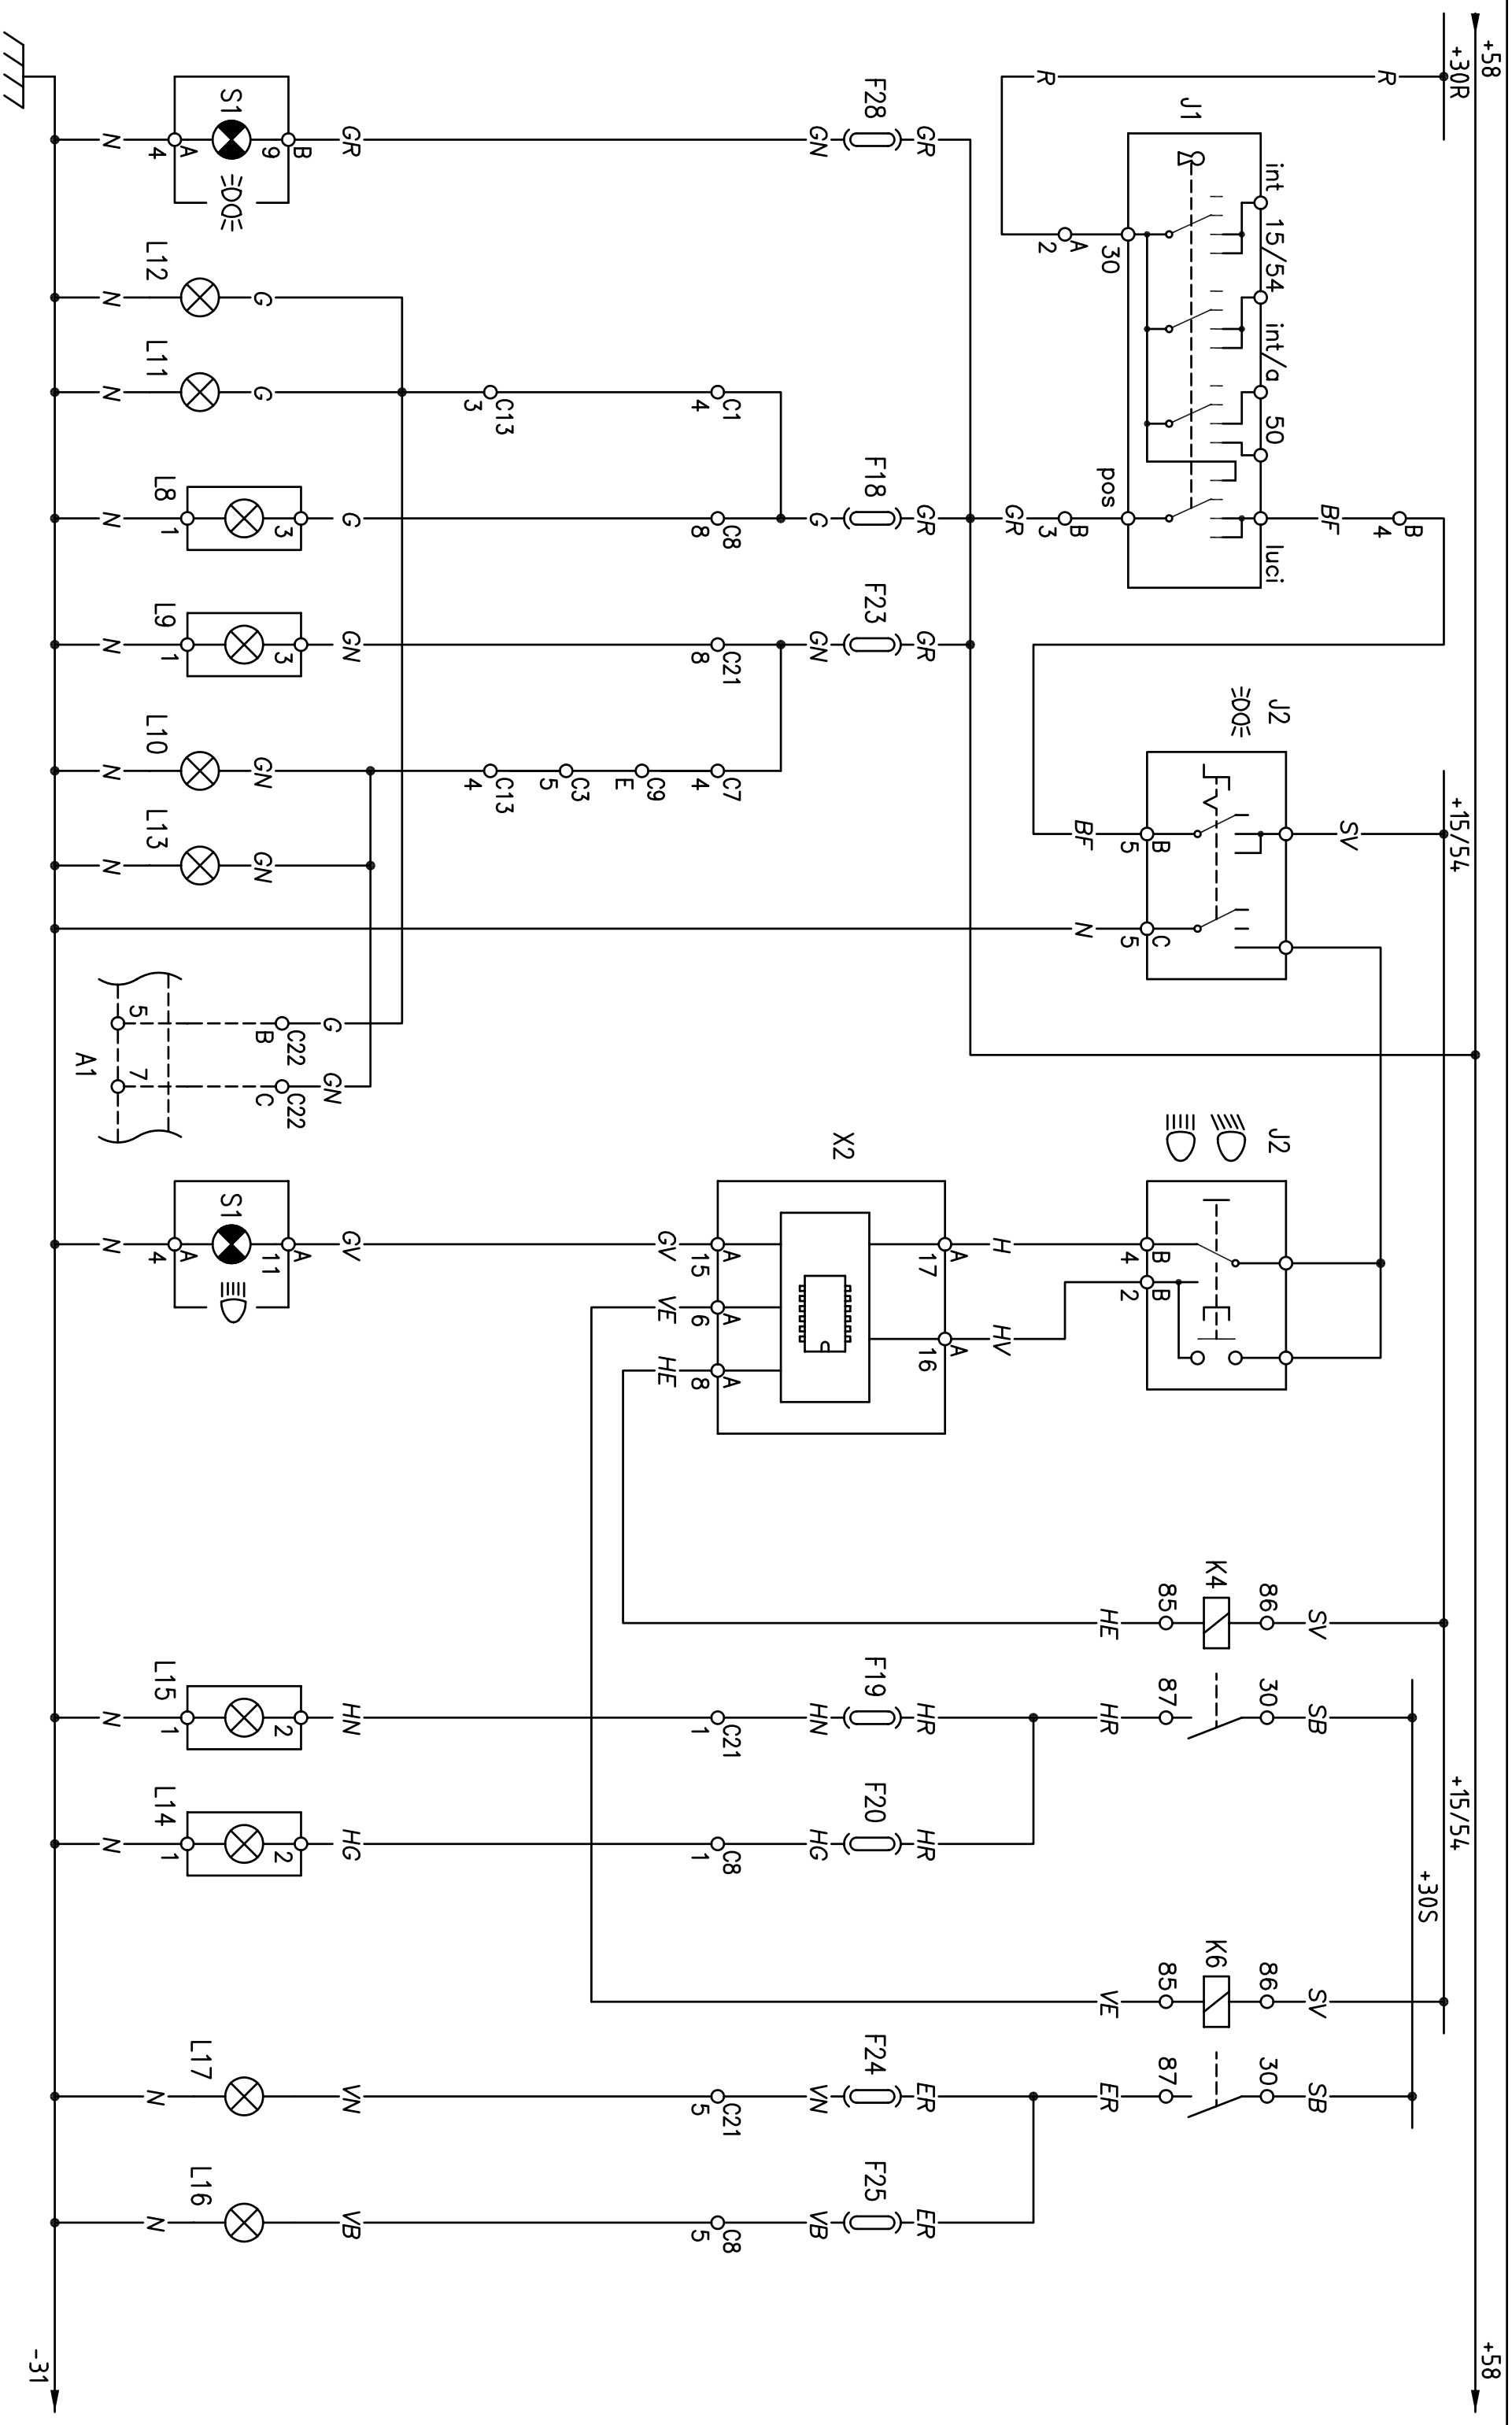 +58
+58
+30R
+15/54
+15/54
+30S
R
R
J1
int
15/54
int/a
50
luci
30
pos
A
2
B
3
BF
B
4
J2
SV
BF
B
5
N
C
5
J2
B
4
B
2
H
HV
K4
86
85
SV
HE
30
87
SB
HR
K6
86
85
SV
VE
30
87
SB
ER
GR
F28
GR
GN
F18
GR
G
F23
GR
GN
X2
A
17
A
16
A
15
A
6
A
8
GV
VE
HE
F19
HR
HN
F20
HR
HG
F24
ER
VN
F25
ER
VB
C1
4
C8
8
C21
8
C7
4
C9
E
C3
5
C13
4
C13
3
C21
1
C8
1
C21
5
C8
5
GR
G
G
G
GN
GN
GN
G
GN
C22
B
C22
C
GV
HN
HG
VN
VB
S1
B
9
A
4
L12
L11
L8
3
1
L9
3
1
L10
L13
5
7
A1
S1
A
11
A
4
L15
2
1
L14
2
1
L17
L16
N
N
N
N
N
N
N
N
N
N
N
N
-31